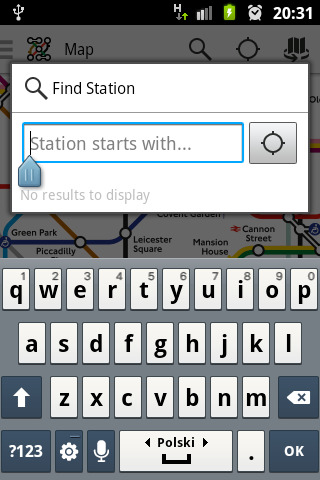 H 20:31
Map
Find Station
Station starts with...
No results to display
Covent Garden
Green Park
Leicester Square
Cannon Street
Piccadilly
Mansion House
1 2 3 4 5 6 7 8 9 0
q w e r t y u i o p
a s d f g h j k l
z x c v b n m
?123 Polski . OK